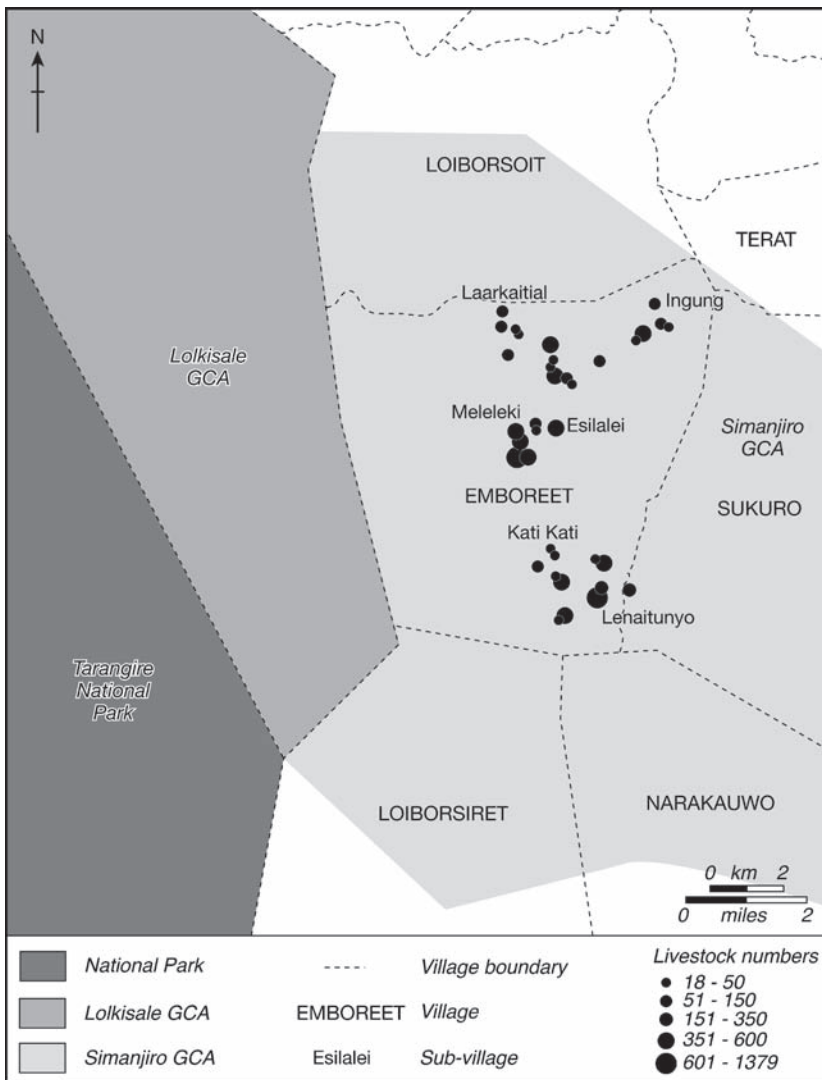 N
LOIBORSOIT
TERAT
Laarkaitial
Ingung
Lolkisale
GCA
Meleleki
Esilalei
Simanjiro
GCA
EMBOREET
SUKURO
Kati Kati
Lenaitunyo
Tarangire
National
Park
LOIBORSIRET
NARAKAUWO
0 km 2
0 miles 2
National Park
Village boundary
Livestock numbers
18 - 50
51 - 150
Lolkisale GCA
EMBOREET
Village
151 - 350
351 - 600
Simanjiro GCA
Esilalei
Sub-village
601 - 1379